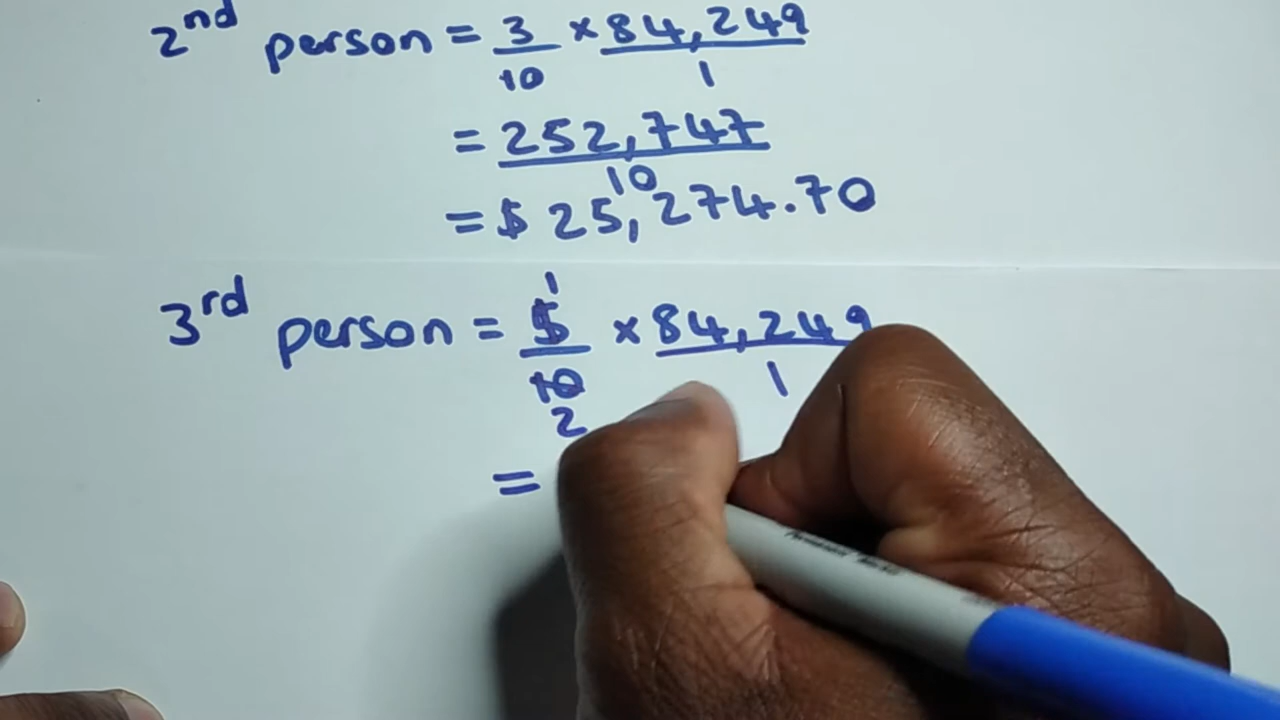 2nd person = 3/10 × 84,249/1
= 252,747/10
= $ 25,274.70
1
3rd person = 5/10 × 84,249/1
2
=
Permanent